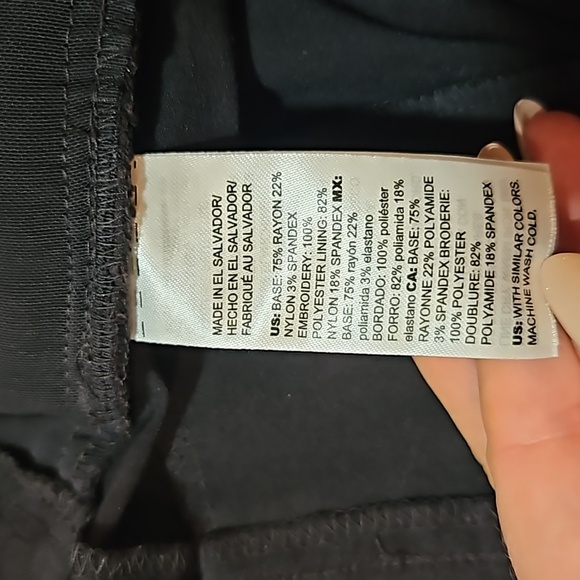 MADE IN EL SALVADOR/
HECHO EN EL SALVADOR/
FABRIQUÉ AU SALVADOR
US: BASE: 75% RAYON 22%
NYLON 3% SPANDEX
EMBROIDERY: 100%
POLYESTER LINING: 82%
NYLON 18% SPANDEX MX:
BASE: 75% rayón 22%
poliamida 3% elastano
BORDADO: 100% poliéster
FORRO: 82% poliamida 18%
elastano CA: BASE: 75%
RAYONNE 22% POLYAMIDE
3% SPANDEX BRODERIE:
100% POLYESTER
DOUBLURE: 82%
POLYAMIDE 18% SPANDEX
US: WITH SIMILAR COLORS.
MACHINE WASH COLD,